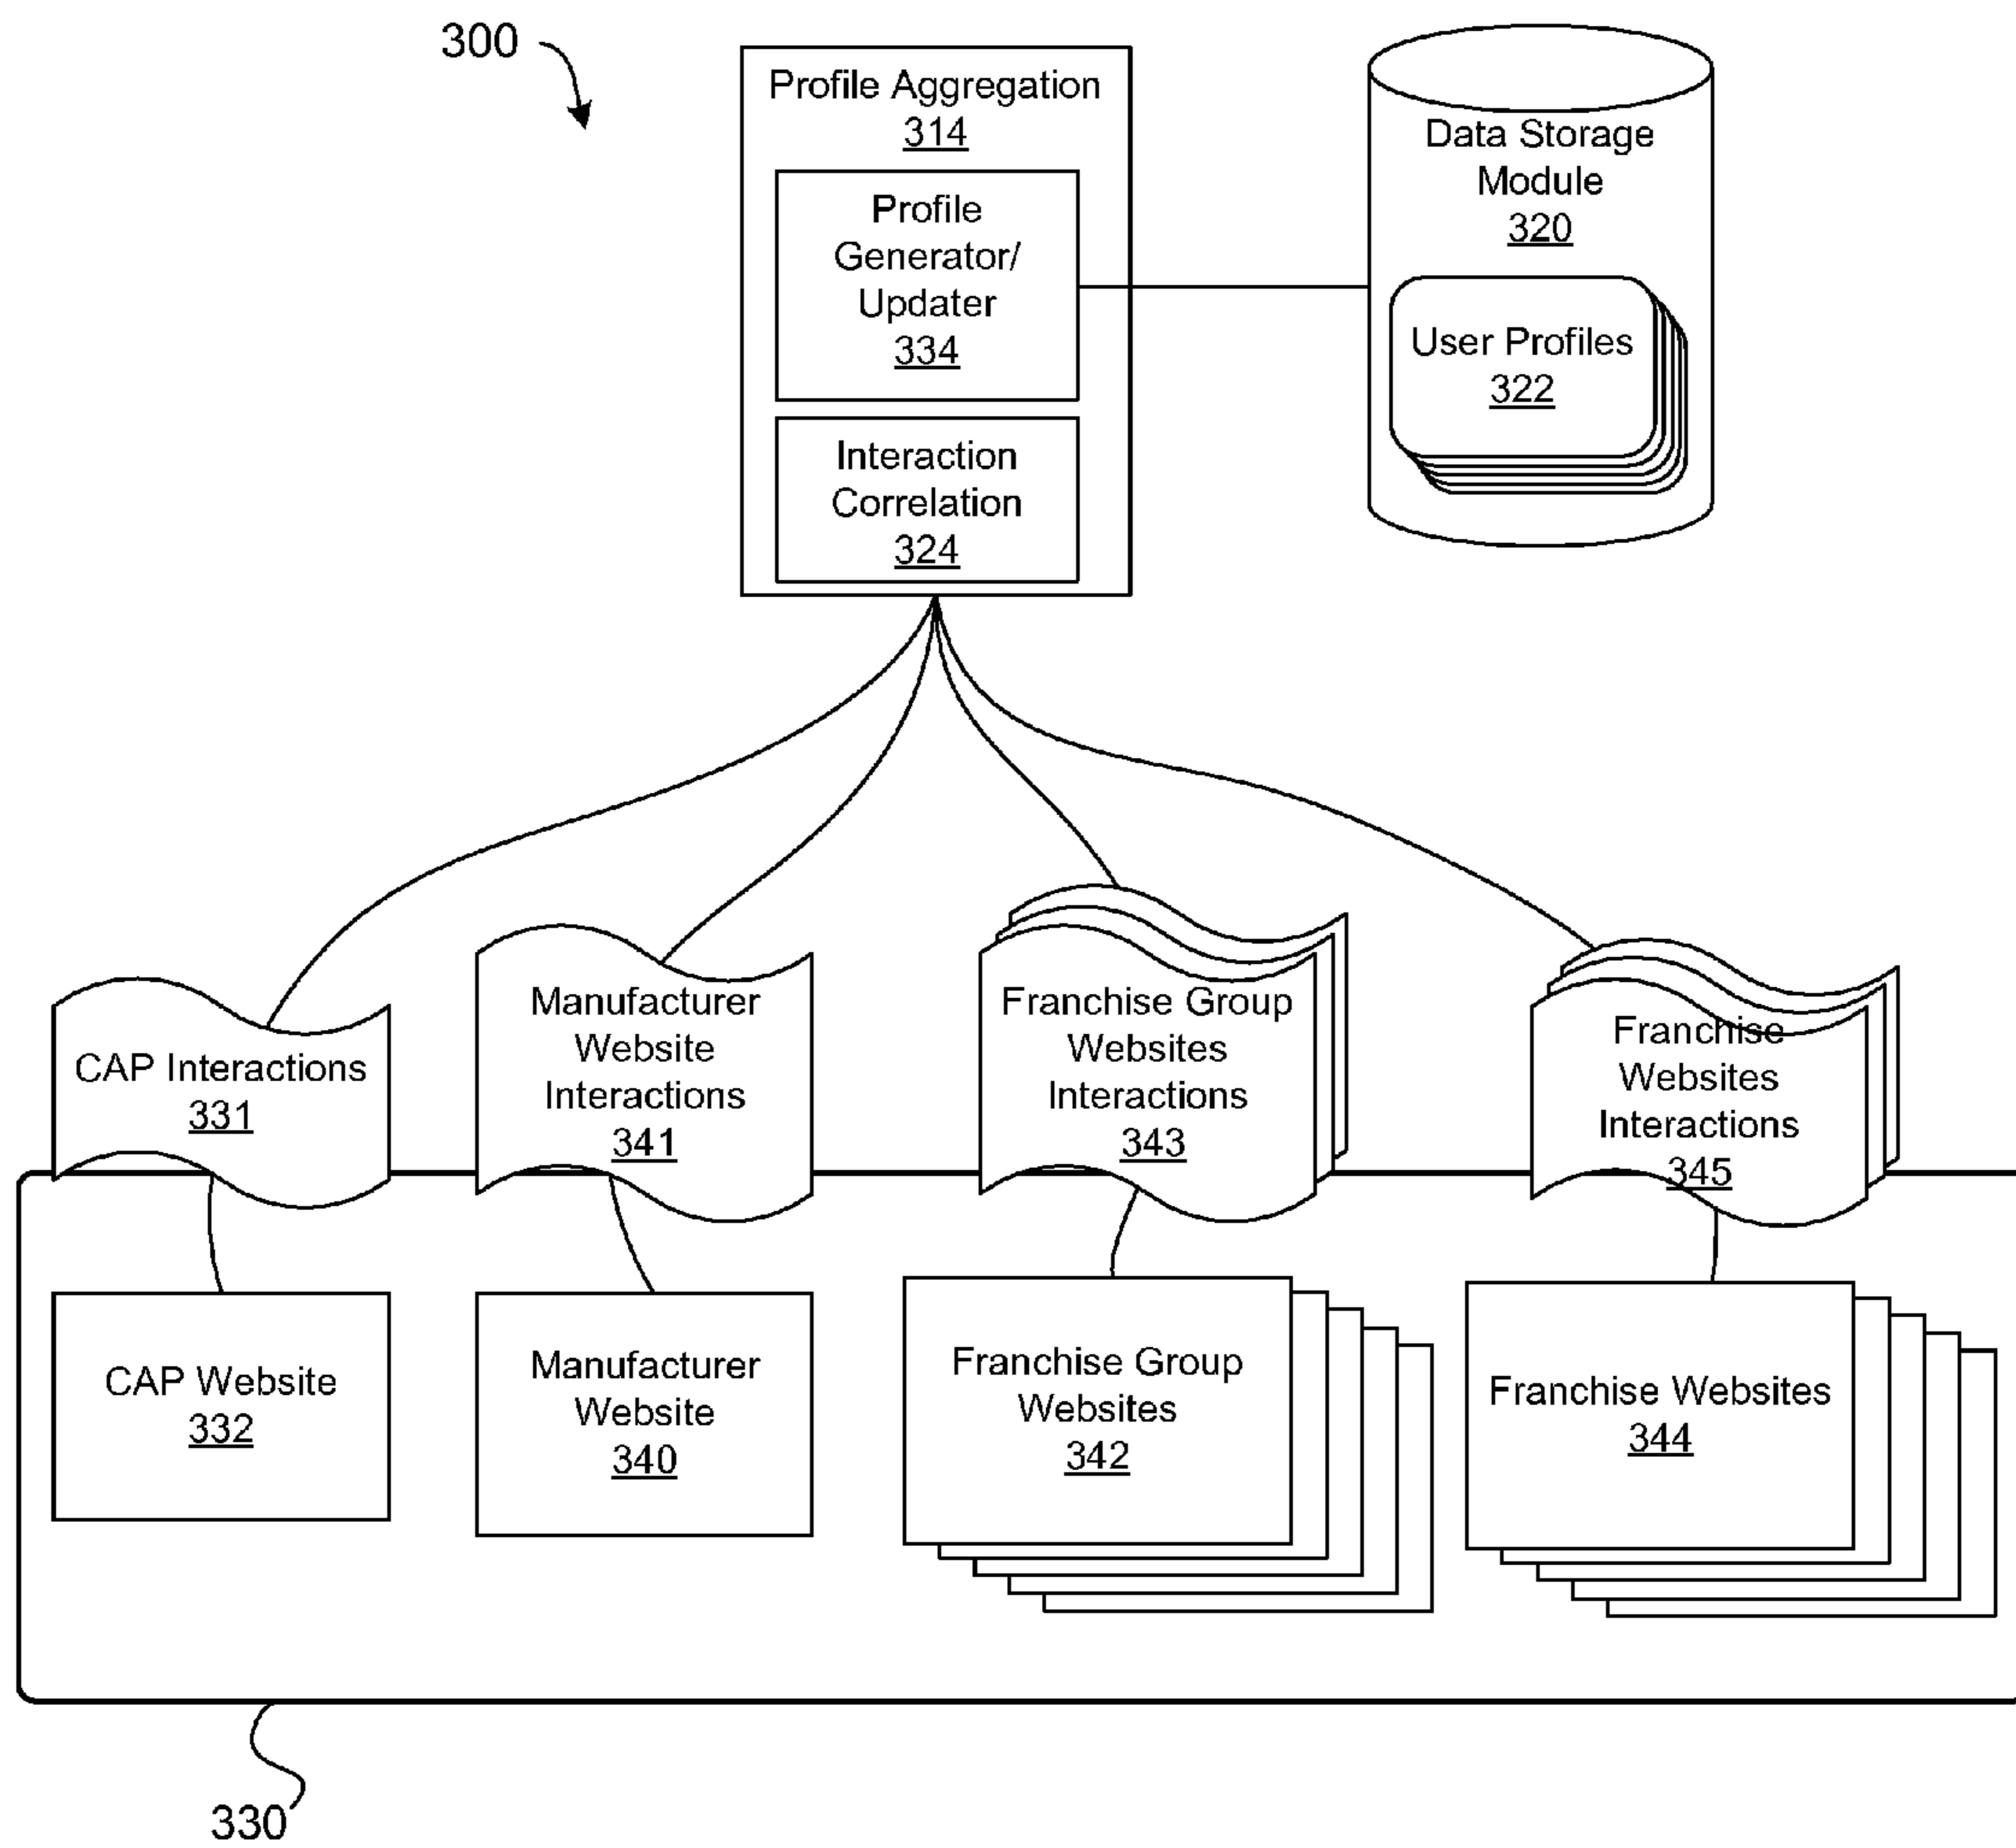 300
Profile Aggregation
314
Profile
Generator/
Updater
334
Interaction
Correlation
324
Data Storage
Module
320
User Profiles
322
CAP Interactions
331
Manufacturer
Website
Interactions
341
Franchise Group
Websites
Interactions
343
Franchise
Websites
Interactions
345
CAP Website
332
Manufacturer
Website
340
Franchise Group
Websites
342
Franchise Websites
344
330